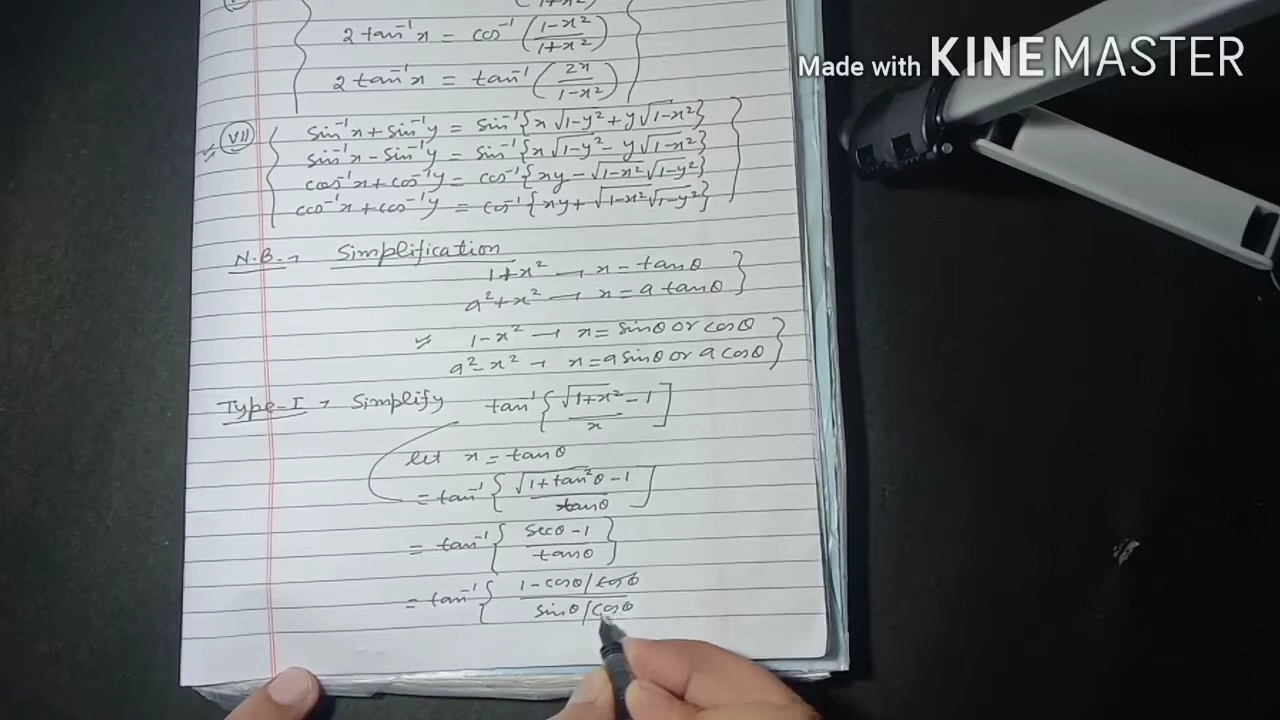 Made with KINEMASTER
2 tan⁻¹x = cos⁻¹ (1-x²/1+x²)
2 tan⁻¹x = tan⁻¹ (2x/1-x²)
(VII) sin⁻¹x + sin⁻¹y = sin⁻¹{x√1-y² + y√1-x²}
sin⁻¹x - sin⁻¹y = sin⁻¹{x√1-y² - y√1-x²}
cos⁻¹x + cos⁻¹y = cos⁻¹{xy - √1-x²√1-y²}
cos⁻¹x + cos⁻¹y = cos⁻¹{xy + √1-x²√1-y²}
N.B. → Simplification
1+x² → x - tanθ
a²+x² → x = a tanθ
1-x² → x = sinθ or cosθ
a²-x² → x = a sinθ or a cosθ
Type-I → Simplify tan⁻¹{√1+x² - 1/x]
let x = tanθ
= tan⁻¹{√1+tan²θ - 1/tanθ]
= tan⁻¹{secθ - 1/tanθ}
= tan⁻¹{1 - cosθ/cosθ/sinθ/cosθ